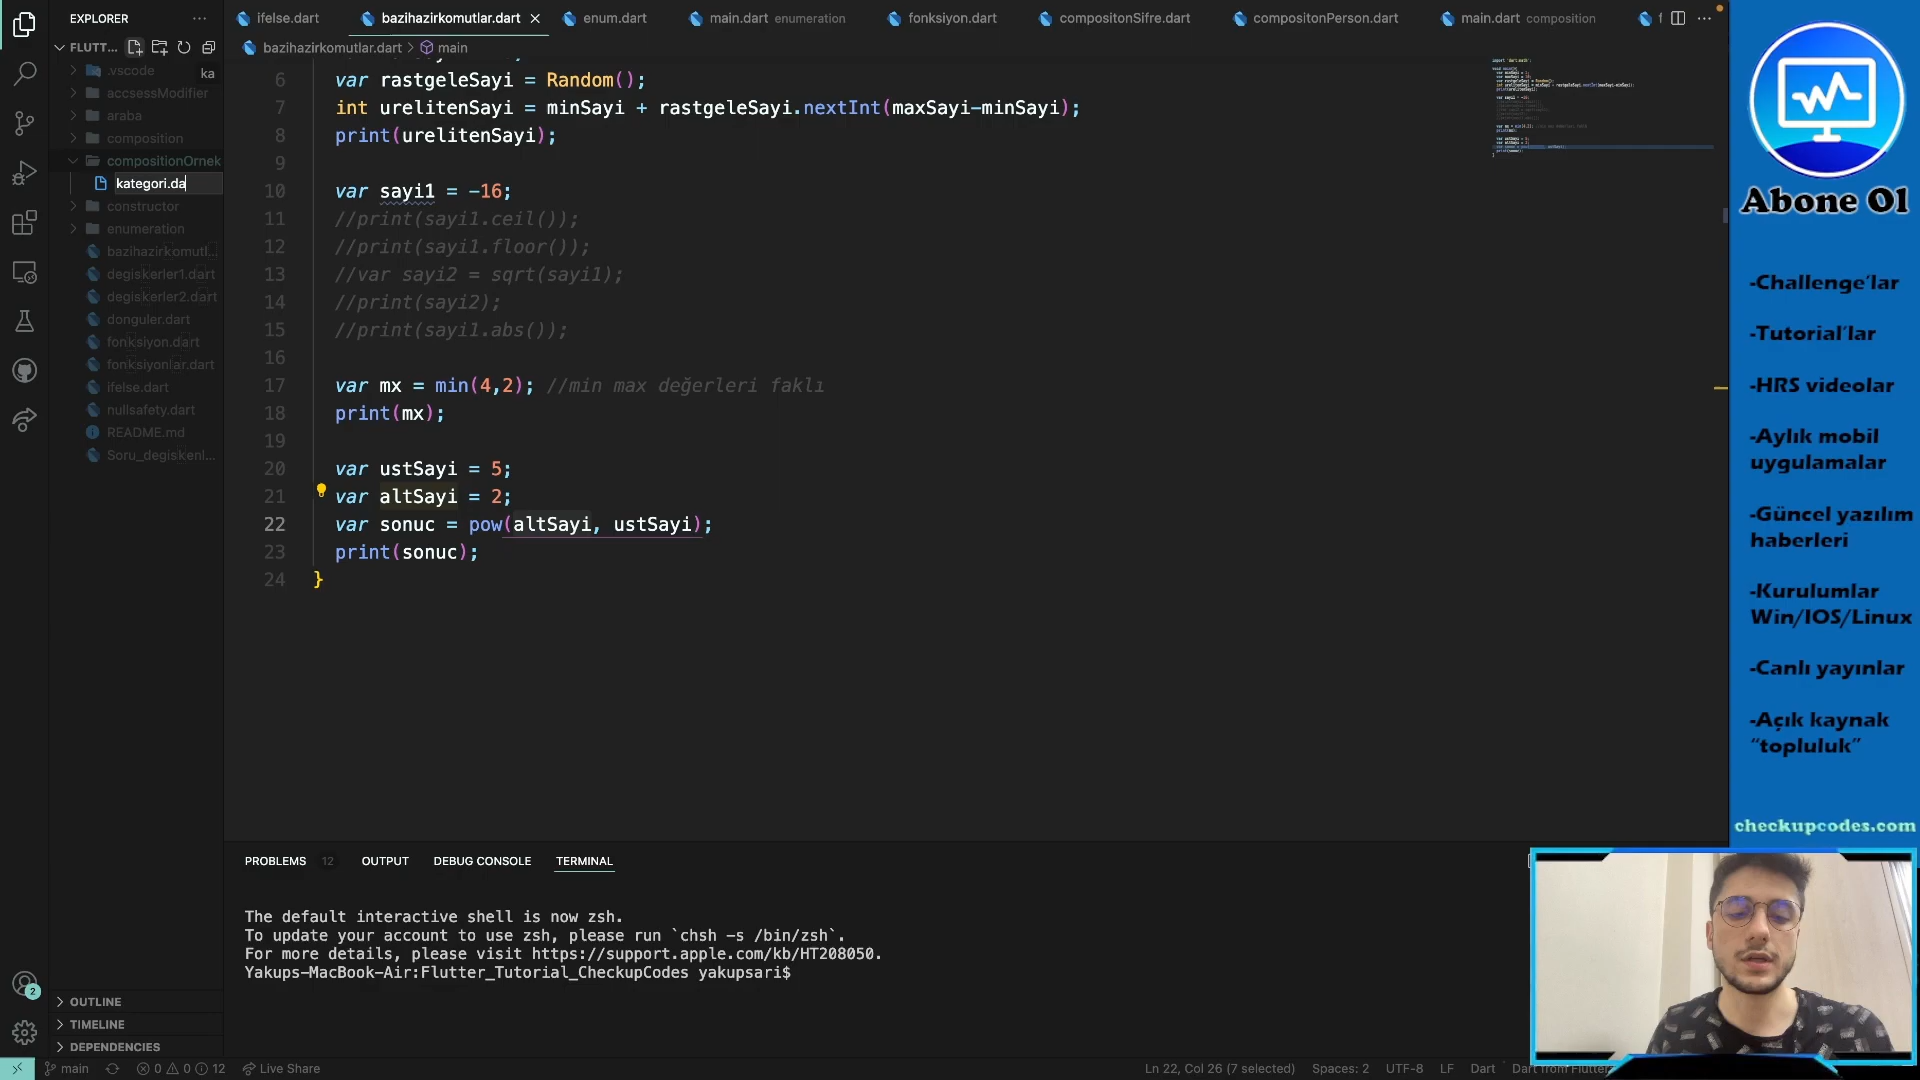 EXPLORER
FLUTT...
.vscode
ka
accsessModifier
araba
composition
compositionOrnek
kategori.da
constructor
enumeration
bazihazirkomutl...
degiskerler1.dart
degiskerler2.dart
donguler.dart
fonksiyon.dart
fonksiyonlar.dart
ifelse.dart
nullsafety.dart
README.md
Soru_degiskenl...
OUTLINE
TIMELINE
DEPENDENCIES
ifelse.dart
bazihazirkomutlar.dart
enum.dart
main.dart enumeration
fonksiyon.dart
compositonSifre.dart
compositonPerson.dart
main.dart composition
bazihazirkomutlar.dart > main
6 var rastgeleSayi = Random();
7 int urelitenSayi = minSayi + rastgeleSayi.nextInt(maxSayi-minSayi);
8 print(urelitenSayi);
9
10 var sayi1 = -16;
11 //print(sayi1.ceil());
12 //print(sayi1.floor());
13 //var sayi2 = sqrt(sayi1);
14 //print(sayi2);
15 //print(sayi1.abs());
16
17 var mx = min(4,2); //min max değerleri faklı
18 print(mx);
19
20 var ustSayi = 5;
21 var altSayi = 2;
22 var sonuc = pow(altSayi, ustSayi);
23 print(sonuc);
24 }
PROBLEMS 12 OUTPUT DEBUG CONSOLE TERMINAL
The default interactive shell is now zsh.
To update your account to use zsh, please run `chsh -s /bin/zsh`.
For more details, please visit https://support.apple.com/kb/HT208050.
Yakups-MacBook-Air:Flutter_Tutorial_CheckupCodes yakupsari$
2
main 0 0 12 Live Share
Ln 22, Col 26 (7 selected) Spaces: 2 UTF-8 LF Dart Dart from Flutter
Abone Ol
-Challenge'lar
-Tutorial'lar
-HRS videolar
-Aylık mobil
uygulamalar
-Güncel yazılım
haberleri
-Kurulumlar
Win/IOS/Linux
-Canlı yayınlar
-Açık kaynak
"topluluk"
checkupcodes.com